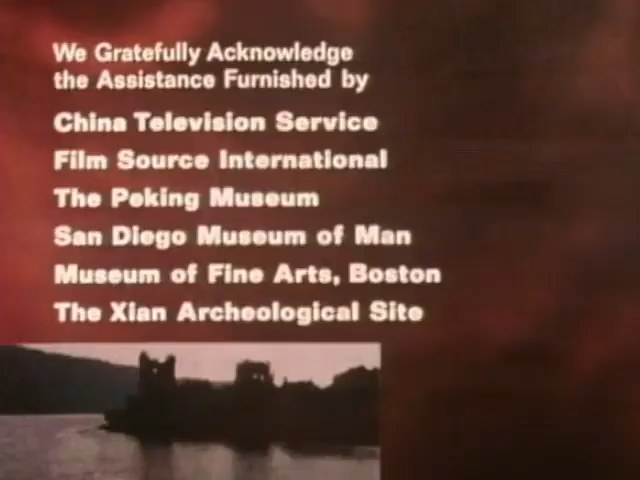 We Gratefully Acknowledge
the Assistance Furnished by
China Television Service
Film Source International
The Peking Museum
San Diego Museum of Man
Museum of Fine Arts, Boston
The Xian Archeological Site